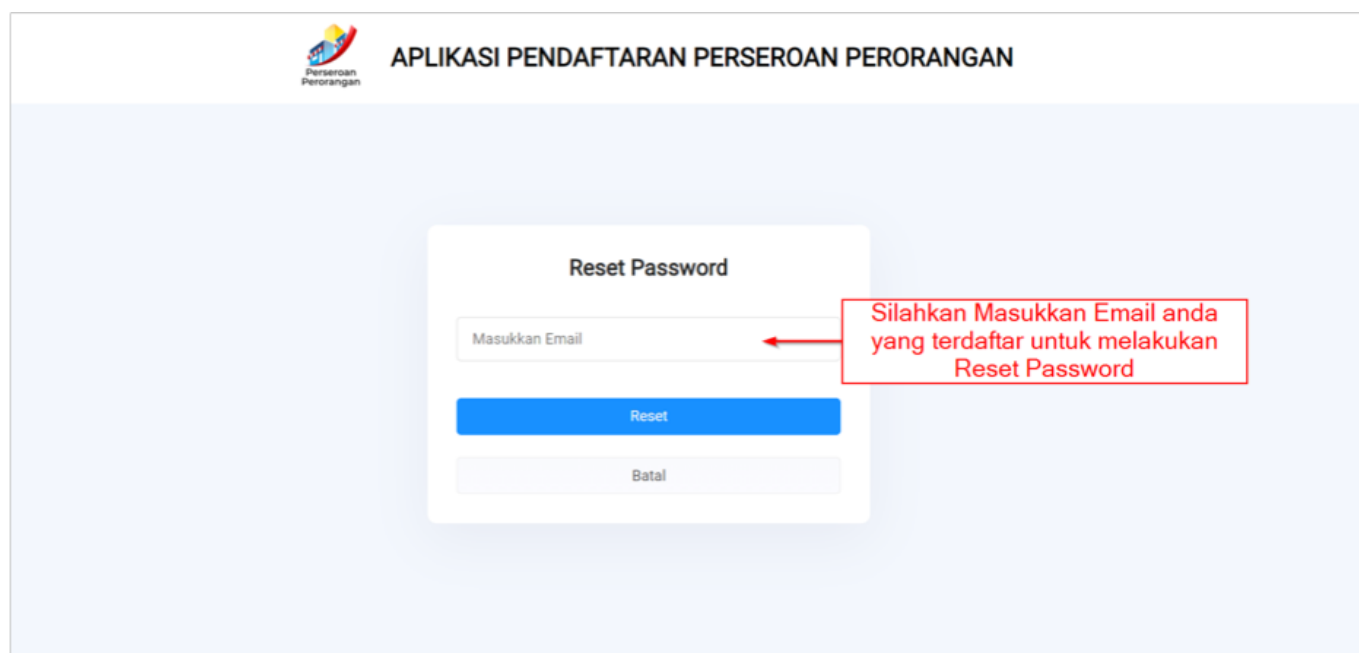 Perseroan
Perorangan
APLIKASI PENDAFTARAN PERSEROAN PERORANGAN
Reset Password
Masukkan Email
Silahkan Masukkan Email anda
yang terdaftar untuk melakukan
Reset Password
Reset
Batal